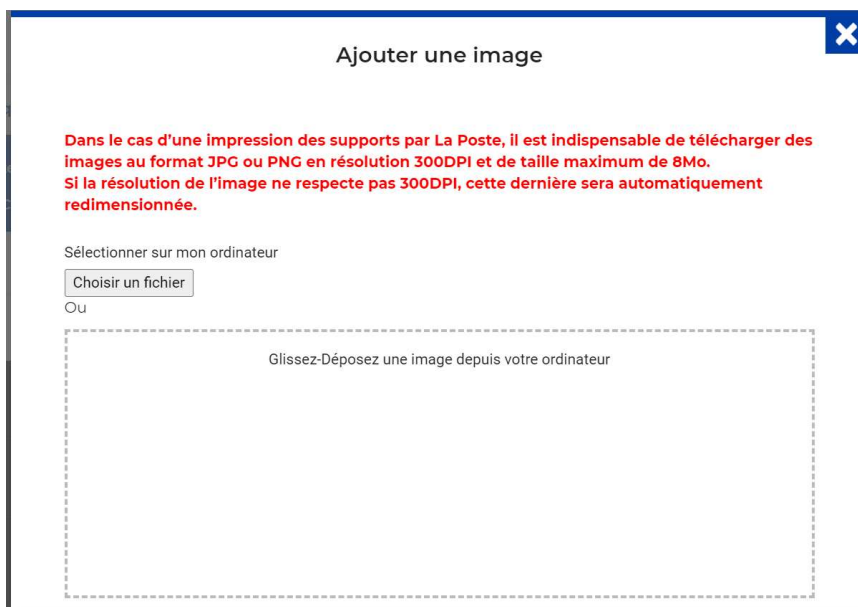 Ajouter une image
Dans le cas d’une impression des supports par La Poste, il est indispensable de télécharger des
images au format JPG ou PNG en résolution 300DPI et de taille maximum de 8Mo.
Si la résolution de l’image ne respecte pas 300DPI, cette dernière sera automatiquement
redimensionnée.
Sélectionner sur mon ordinateur
Choisir un fichier
Ou
Glissez-Déposez une image depuis votre ordinateur